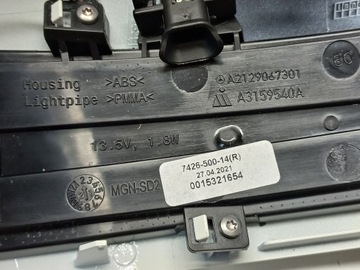 Housing >ABS<
Lightpipe >PMMA<
A2129067301
A3159540A
13.5V, 1.8W
7426-500-14(R)
27.04.2021
0015321654
MGN-SD2